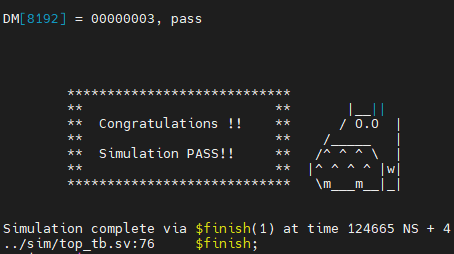 DM[8192] = 00000003, pass
****************************
**                        **         |__||
**  Congratulations !!    **        / O.O  |
**                        **      /_____   |
**  Simulation PASS!!     **     /^ ^ ^ \  |
**                        **    |^ ^ ^ ^ |w|
****************************     \m___m__|_|
Simulation complete via $finish(1) at time 124665 NS + 4
../sim/top_tb.sv:76     $finish;